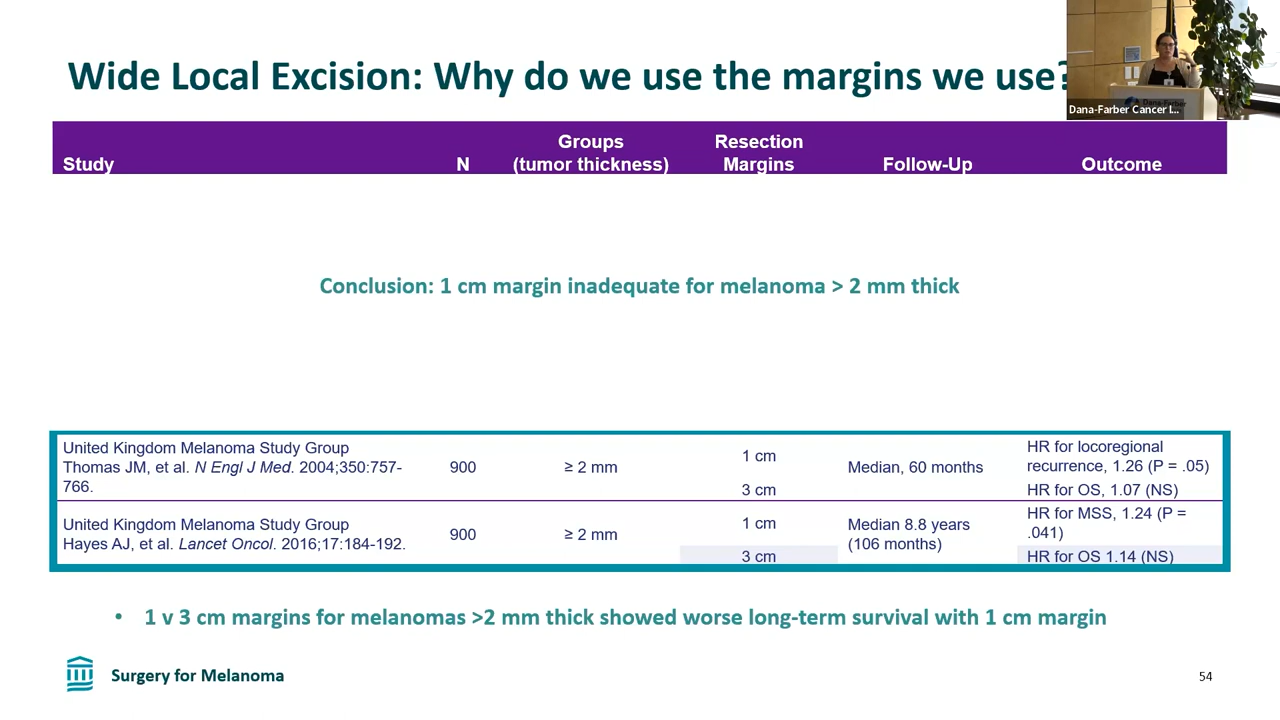 Wide Local Excision: Why do we use the margins we use?
Dana-Farber Cancer I...
Study N Groups (tumor thickness) Resection Margins Follow-Up Outcome
Conclusion: 1 cm margin inadequate for melanoma > 2 mm thick
United Kingdom Melanoma Study Group
Thomas JM, et al. N Engl J Med. 2004;350:757-
766.
900
≥ 2 mm
1 cm
3 cm
Median, 60 months
HR for locoregional
recurrence, 1.26 (P = .05)
HR for OS, 1.07 (NS)
United Kingdom Melanoma Study Group
Hayes AJ, et al. Lancet Oncol. 2016;17:184-192.
900
≥ 2 mm
1 cm
3 cm
Median 8.8 years
(106 months)
HR for MSS, 1.24 (P =
.041)
HR for OS 1.14 (NS)
• 1 v 3 cm margins for melanomas >2 mm thick showed worse long-term survival with 1 cm margin
Surgery for Melanoma
54